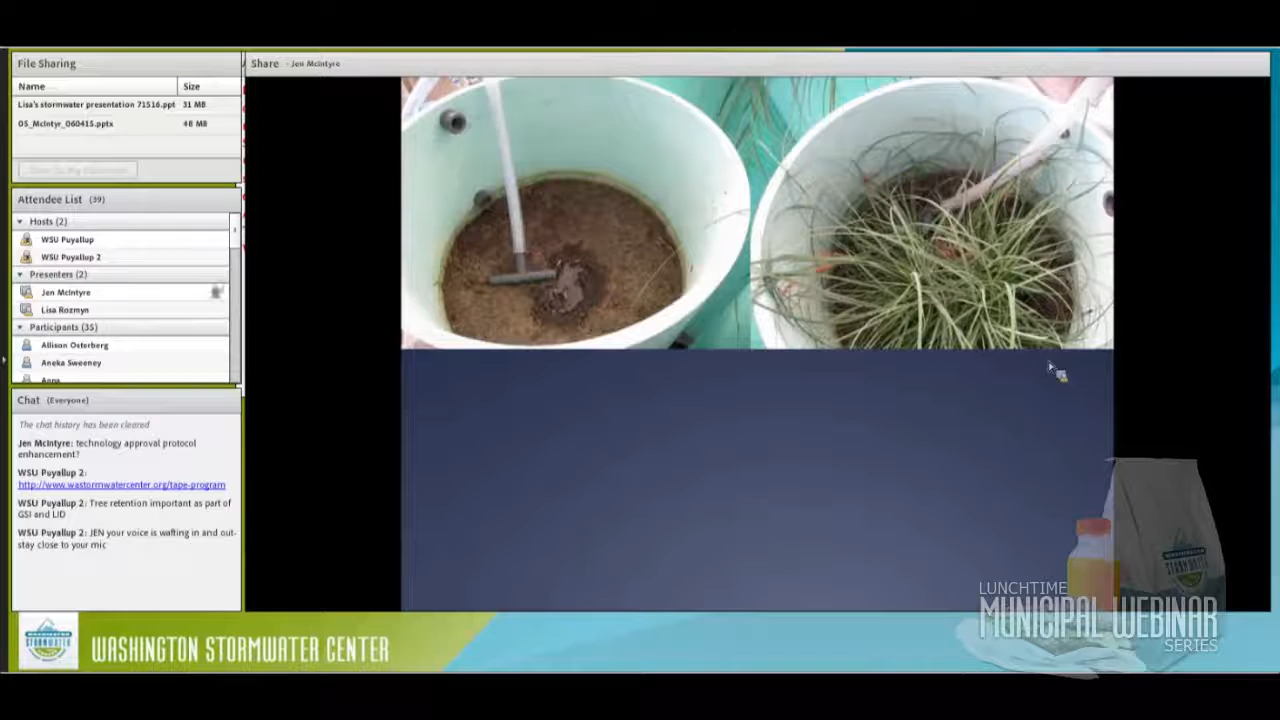 File Sharing
Name Size
Lisa's stormwater presentation 71516.ppt 31 MB
05_McIntyr_060415.pptx 48 MB
Attendee List (39)
Hosts (2)
WSU Puyallup
WSU Puyallup 2
Presenters (2)
Jen McIntyre
Lisa Rozmyn
Participants (35)
Allison Osterberg
Aneka Sweeney
Anna
Chat (Everyone)
The chat history has been cleared
Jen McIntyre: technology approval protocol
enhancement?
WSU Puyallup 2:
http://www.wastormwatercenter.org/tape-program
WSU Puyallup 2: Tree retention important as part of
GSI and LID
WSU Puyallup 2: JEN your voice is wafting in and out-
stay close to your mic
Share - Jen McIntyre
WASHINGTON
STORMWATER
WASHINGTON STORMWATER CENTER
LUNCHTIME
MUNICIPAL WEBINAR
SERIES